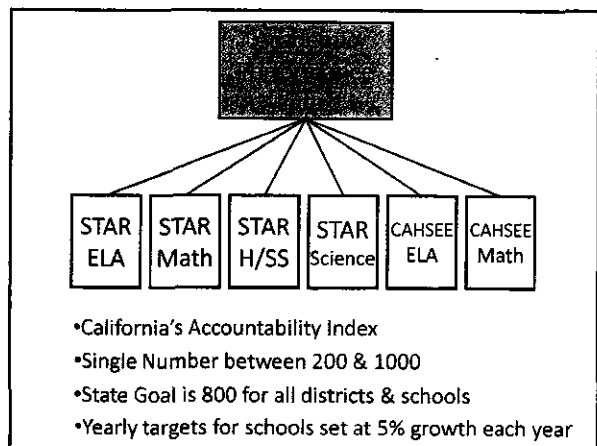 STAR
ELA
STAR
Math
STAR
H/SS
STAR
Science
CAHSEE
ELA
CAHSEE
Math
•California's Accountability Index
•Single Number between 200 & 1000
•State Goal is 800 for all districts & schools
•Yearly targets for schools set at 5% growth each year